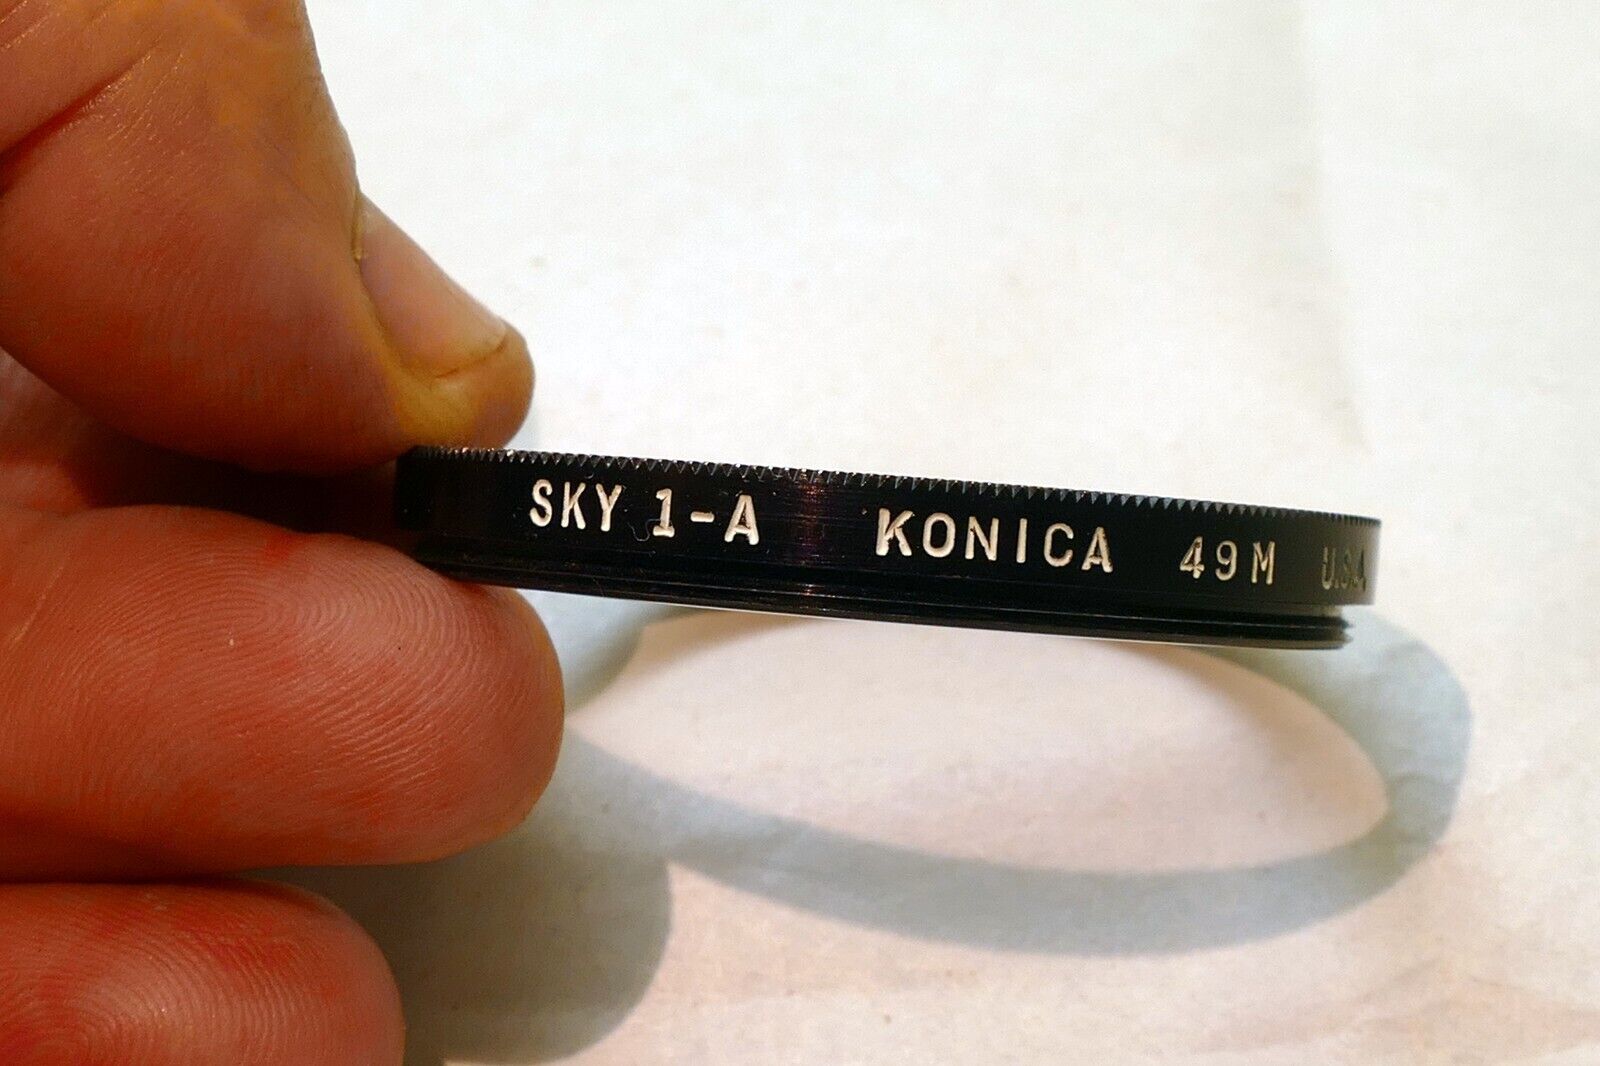 SKY 1-A KONICA 49M U.S.A.